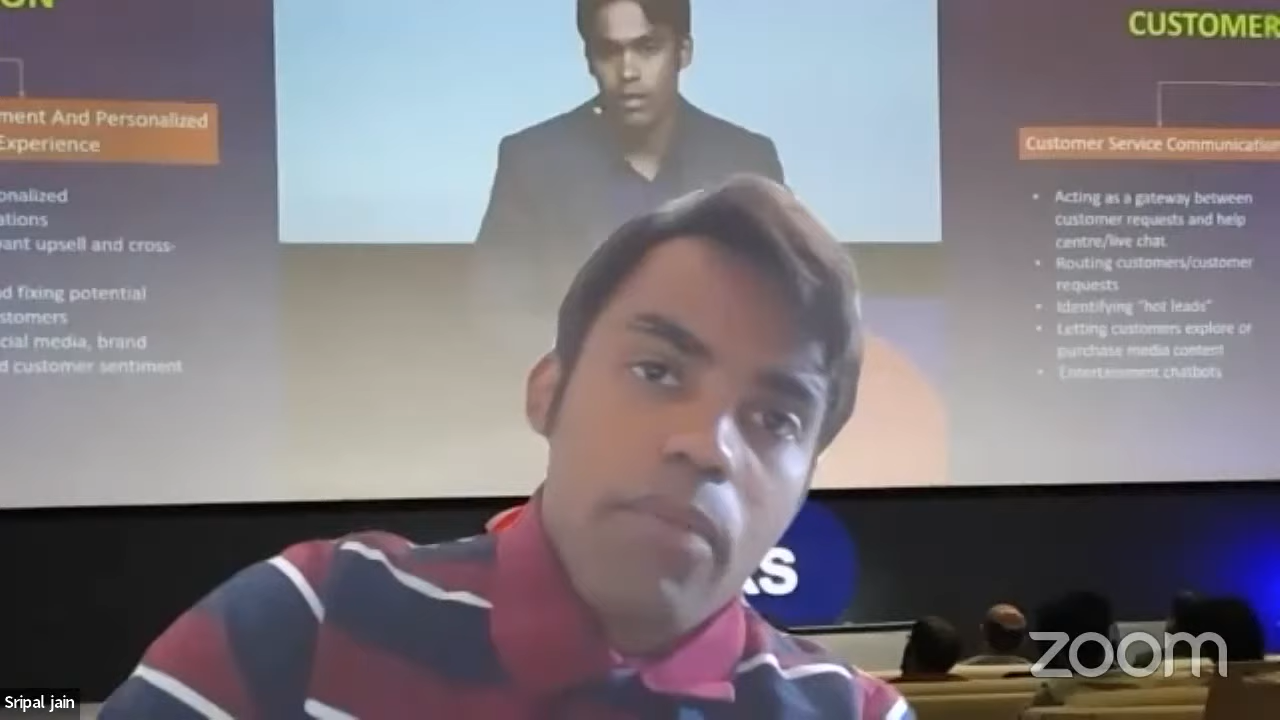 ON
CUSTOMER
ment And Personalized
Experience
Customer Service Communication
onalized
ations
vant upsell and cross-
d fixing potential
stomers
cial media, brand
d customer sentiment
• Acting as a gateway between
customer requests and help
centre/live chat
• Routing customers/customer
requests
• Identifying "hot leads"
• Letting customers explore or
purchase media content
• Entertainment chatbots
KS
zoom
Sripal jain